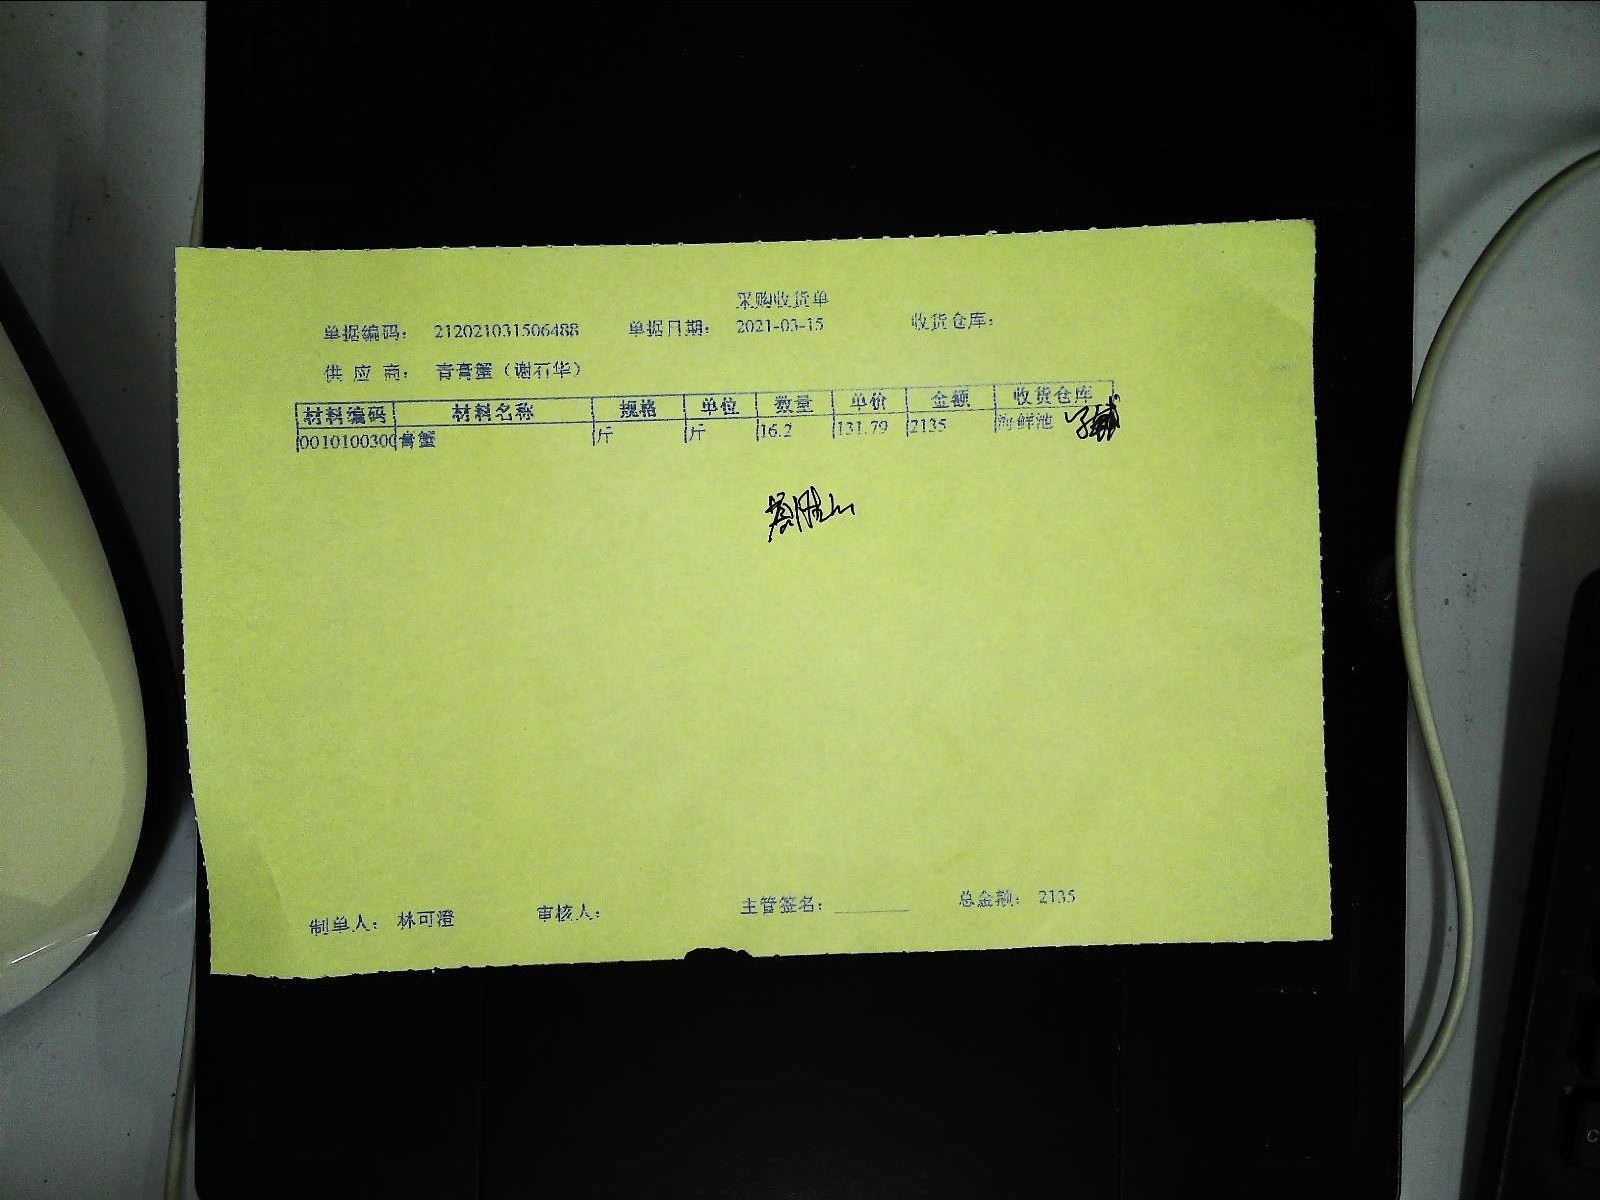 采购收货单
单据编码： 212021031506488 单据日期： 2021-03-15 收货仓库：
供 应 商： 青膏蟹（谢石华）
材料编码 材料名称 规格 单位 数量 单价 金额 收货仓库
0010100300 膏蟹 斤 斤 16.2 131.79 2135 海鲜池
制单人： 林可澄 审核人： 主管签名： 总金额： 2135